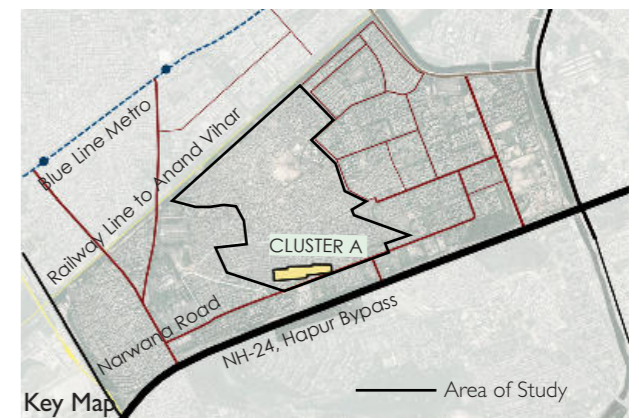 Blue Line Metro
Railway Line to Anand Vihar
CLUSTER A
Narwana Road
NH-24, Hapur Bypass
Key Map
Area of Study